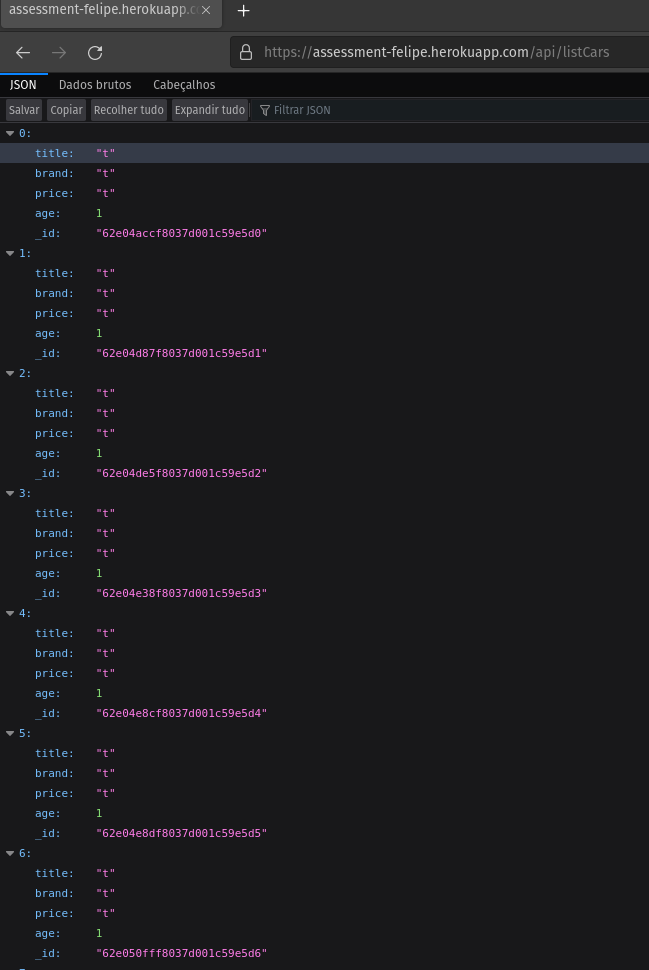 assessment-felipe.herokuapp.c
https://assessment-felipe.herokuapp.com/api/listCars
JSON Dados brutos Cabeçalhos
Salvar Copiar Recolher tudo Expandir tudo Filtrar JSON
0:
title: "t"
brand: "t"
price: "t"
age: 1
_id: "62e04accf8037d001c59e5d0"
1:
title: "t"
brand: "t"
price: "t"
age: 1
_id: "62e04d87f8037d001c59e5d1"
2:
title: "t"
brand: "t"
price: "t"
age: 1
_id: "62e04de5f8037d001c59e5d2"
3:
title: "t"
brand: "t"
price: "t"
age: 1
_id: "62e04e38f8037d001c59e5d3"
4:
title: "t"
brand: "t"
price: "t"
age: 1
_id: "62e04e8cf8037d001c59e5d4"
5:
title: "t"
brand: "t"
price: "t"
age: 1
_id: "62e04e8df8037d001c59e5d5"
6:
title: "t"
brand: "t"
price: "t"
age: 1
_id: "62e050fff8037d001c59e5d6"